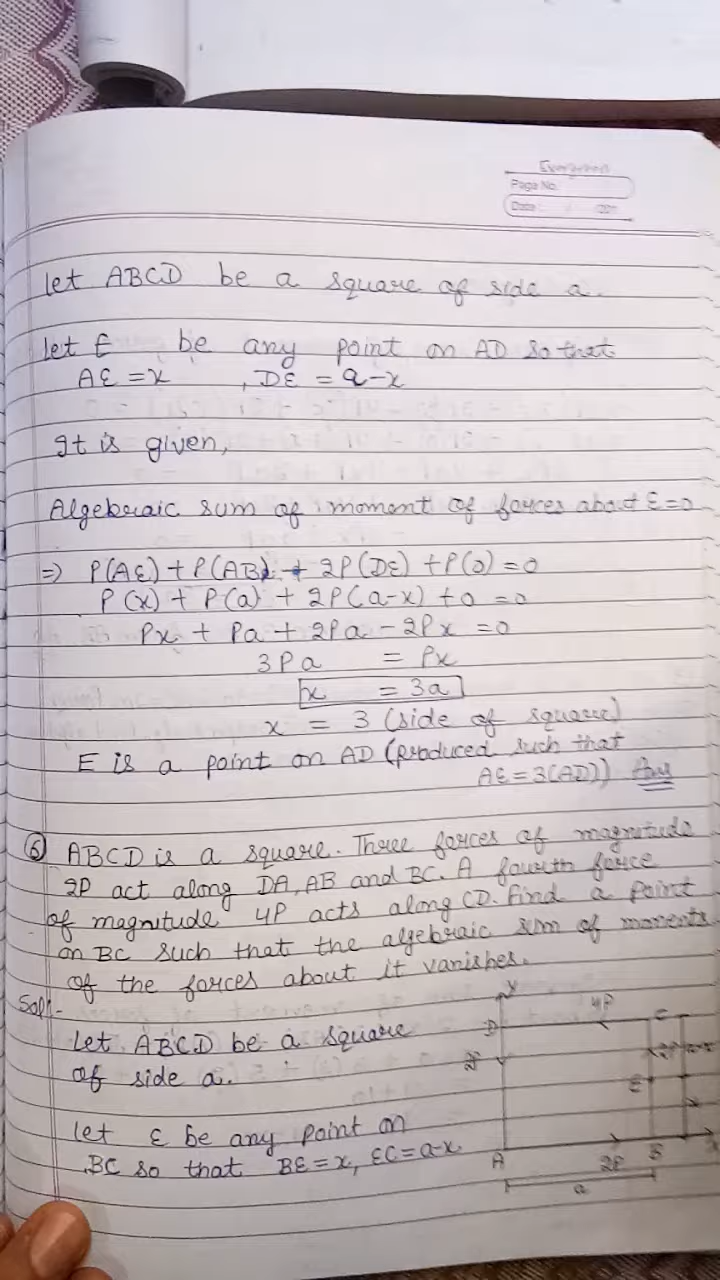 Evergreen
Page No.
Date
let ABCD be a square of side a.
let E be any point on AD so that
AE = x , DE = a-x
It is given,
Algebraic sum of moment of forces about E = 0
=> P(AE) + P(AB) + 2P(DE) + P(0) = 0
P(x) + P(a) + 2P(a-x) + 0 = 0
Px + Pa + 2Pa - 2Px = 0
3Pa = Px
x = 3a
x = 3 (side of square)
E is a point on AD (produced such that
AE = 3(AD)) Ans
6 ABCD is a square. Three forces of magnitude
2P act along DA, AB and BC. A fourth force
of magnitude 4P acts along CD. Find a point
on BC such that the algebraic sum of moments
of the forces about it vanishes.
Soln-
Let ABCD be a square
of side a.
let E be any point on
BC so that BE = x, EC = a-x
Y
4P
D
C
2P
2P
E
A
2P
B
a